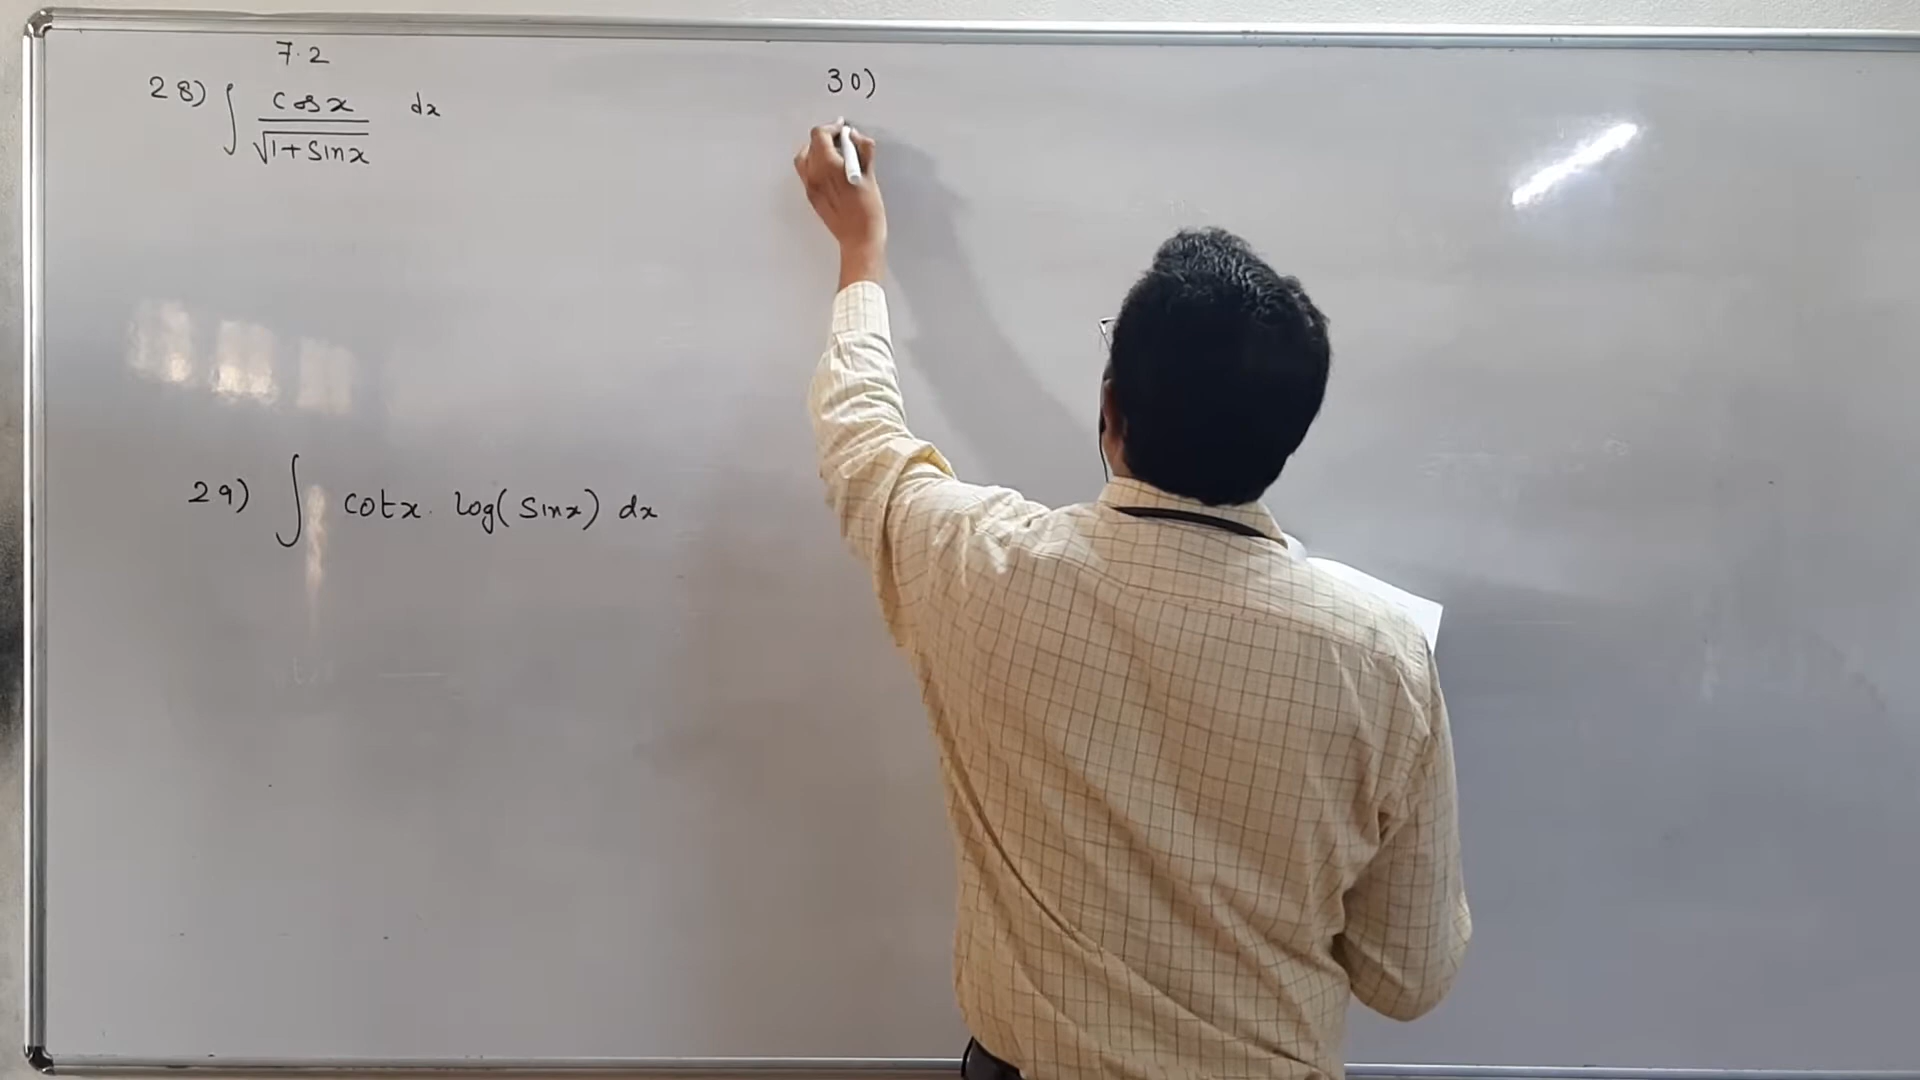 7.2
28) ∫ cosx / √1+sinx dx
29) ∫ cotx. log(sinx) dx
30)